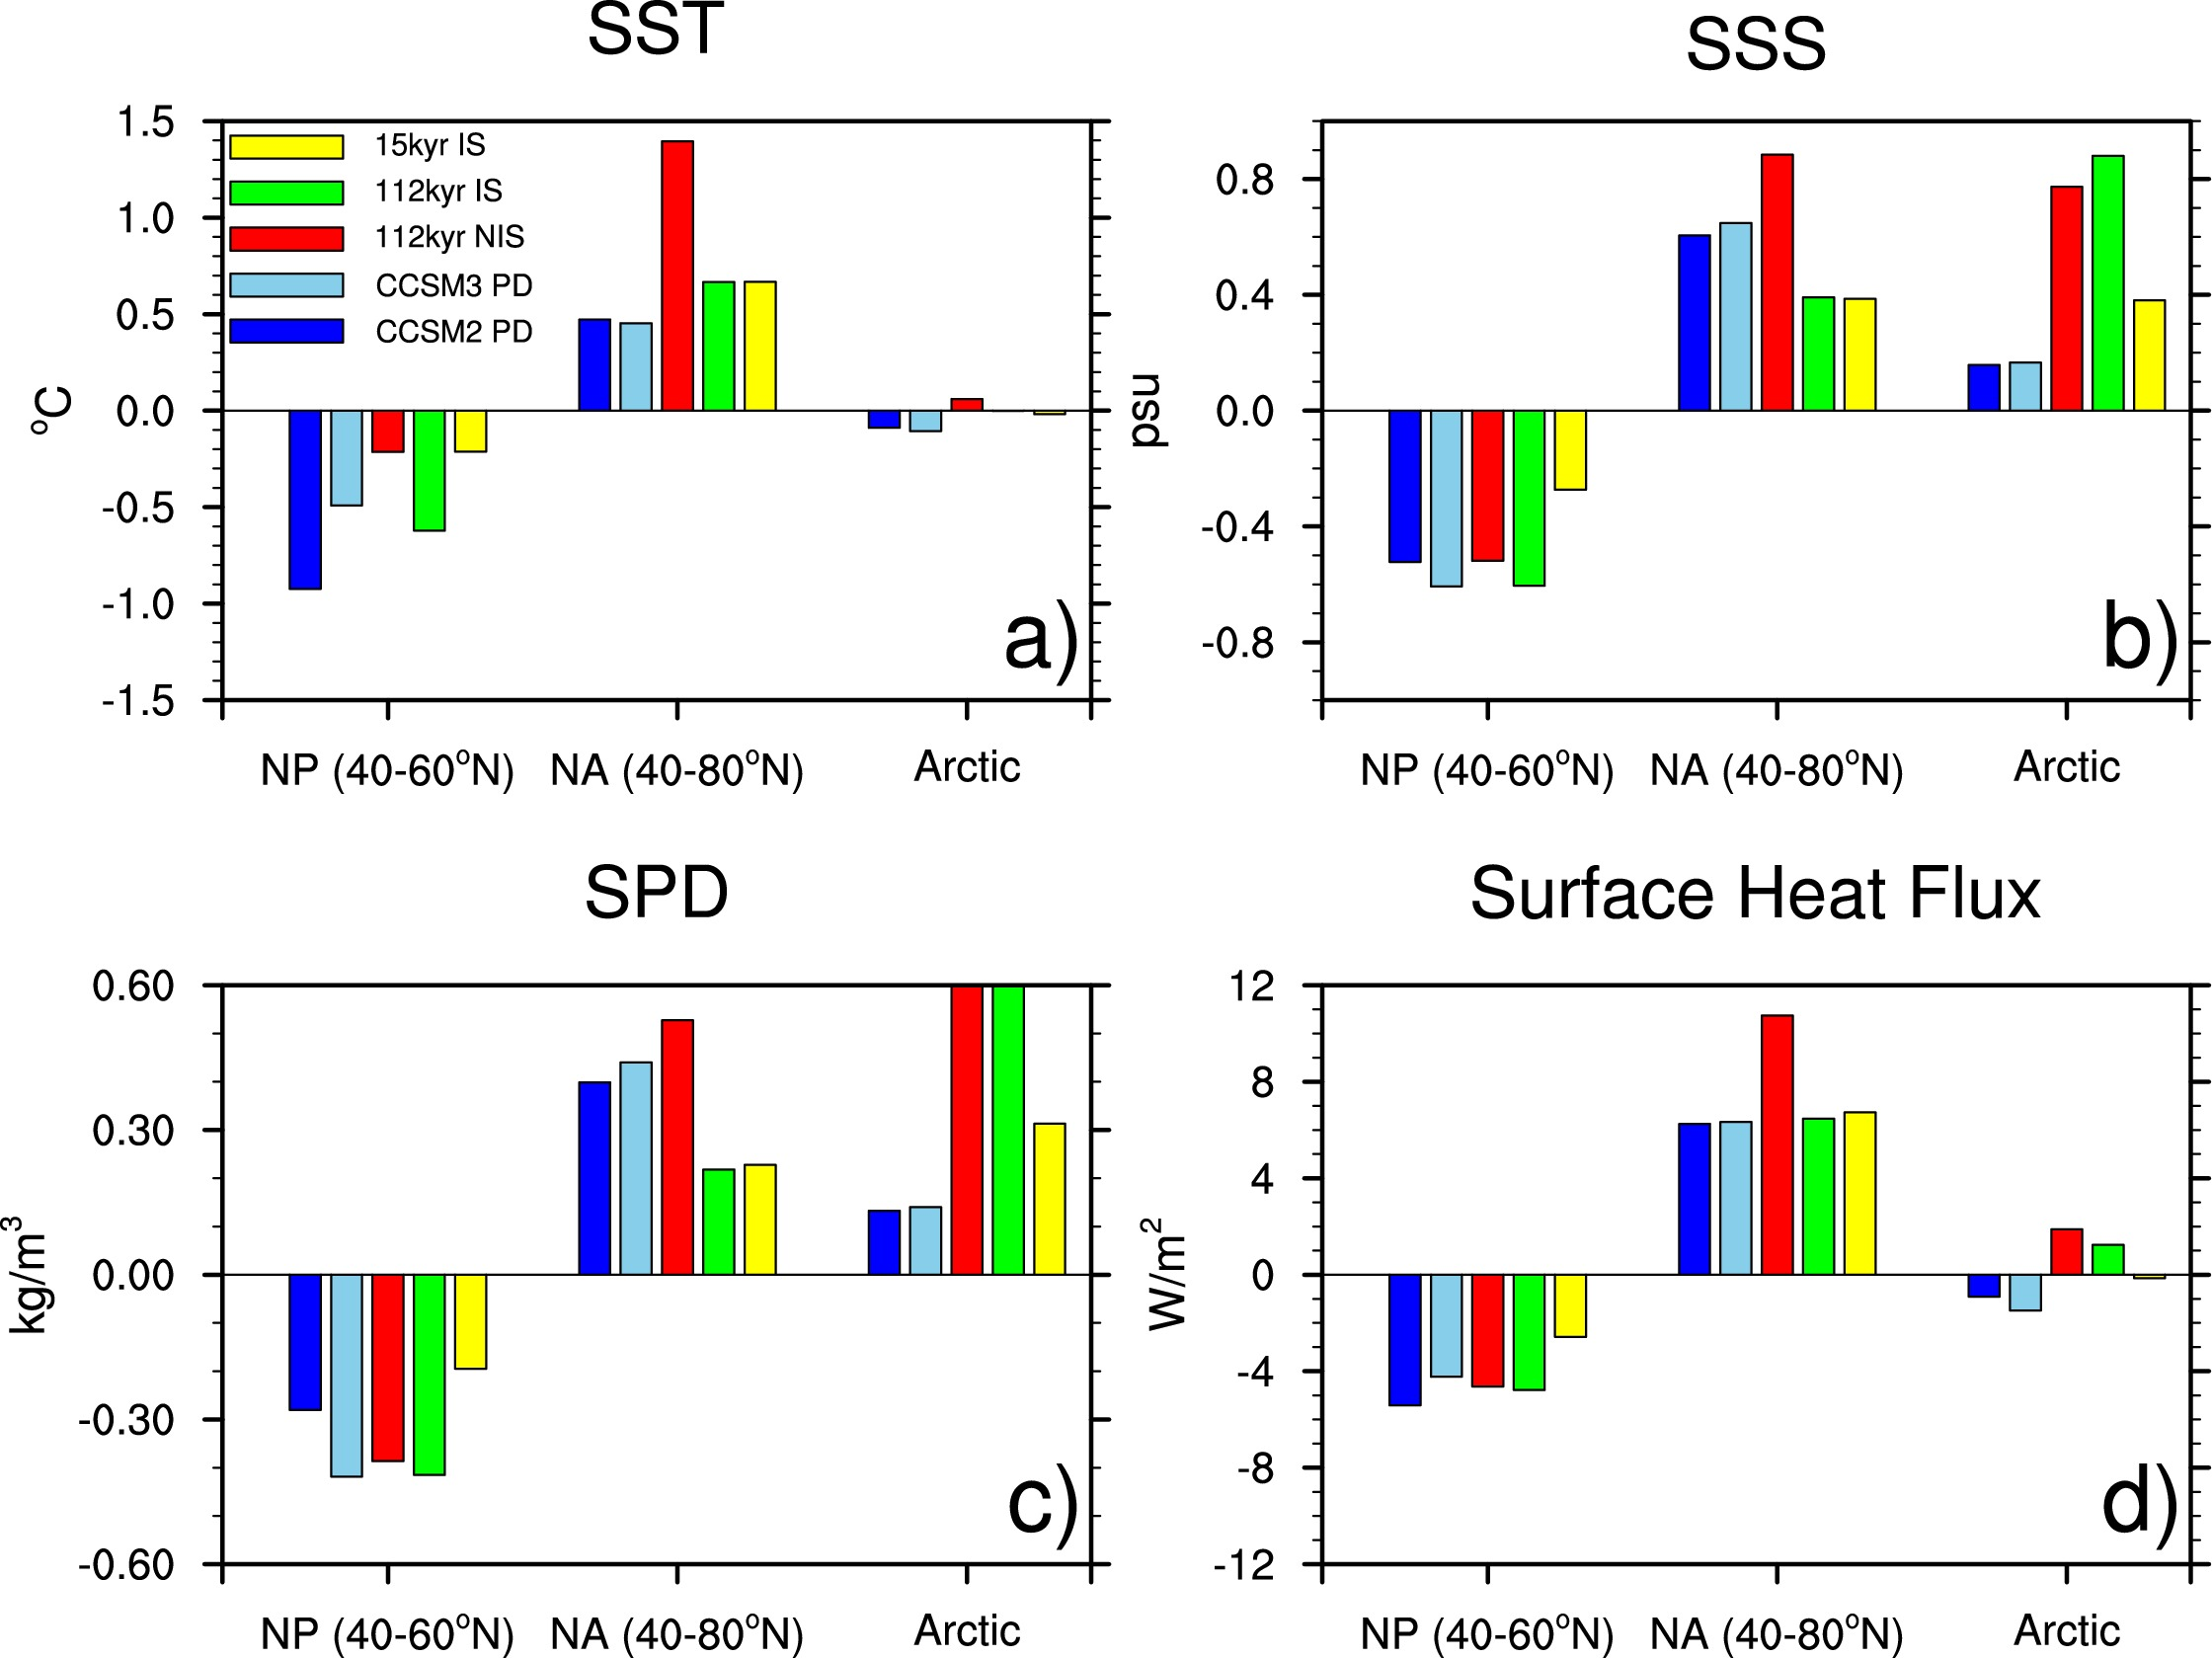 SST
1.5
1.0
0.5
0.0
-0.5
-1.0
-1.5
°C
15kyr IS
112kyr IS
112kyr NIS
CCSM3 PD
CCSM2 PD
a)
NP (40-60°N)
NA (40-80°N)
Arctic
SSS
0.8
0.4
0.0
-0.4
-0.8
psu
b)
NP (40-60°N)
NA (40-80°N)
Arctic
SPD
0.60
0.30
0.00
-0.30
-0.60
kg/m³
c)
NP (40-60°N)
NA (40-80°N)
Arctic
Surface Heat Flux
12
8
4
0
-4
-8
-12
W/m²
d)
NP (40-60°N)
NA (40-80°N)
Arctic